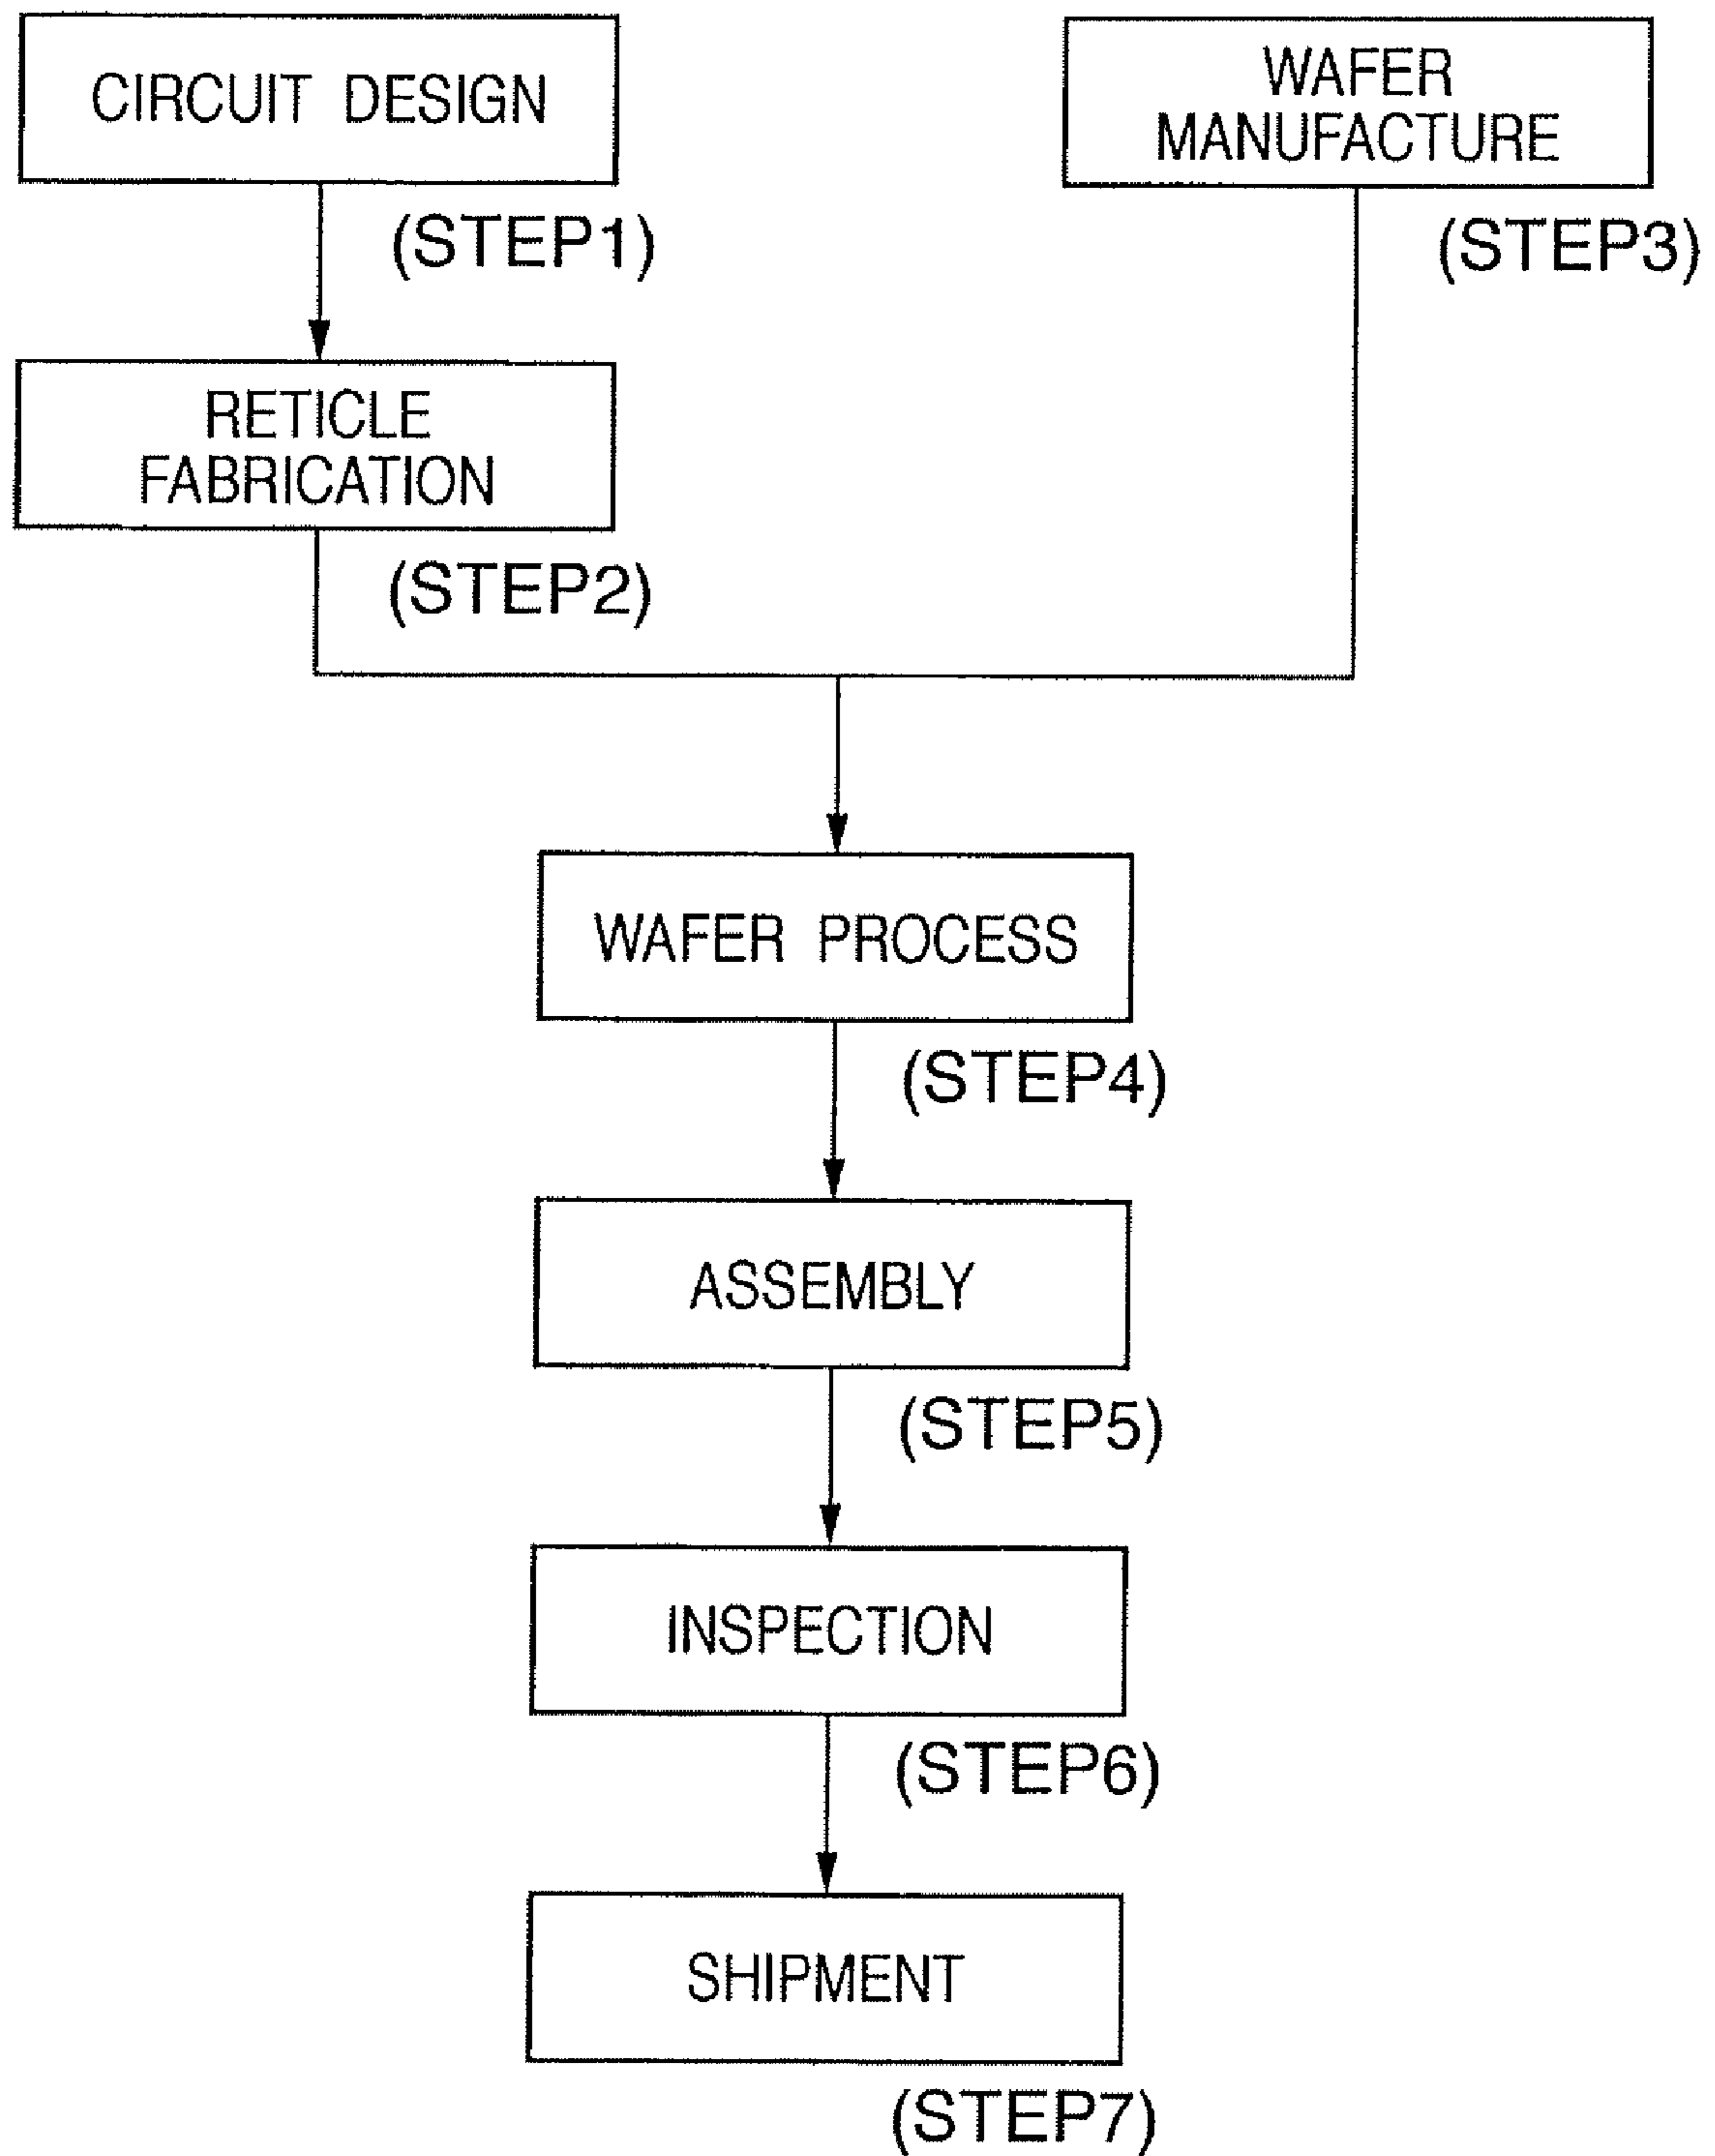 CIRCUIT DESIGN
(STEP1)
WAFER
MANUFACTURE
(STEP3)
RETICLE
FABRICATION
(STEP2)
WAFER PROCESS
(STEP4)
ASSEMBLY
(STEP5)
INSPECTION
(STEP6)
SHIPMENT
(STEP7)